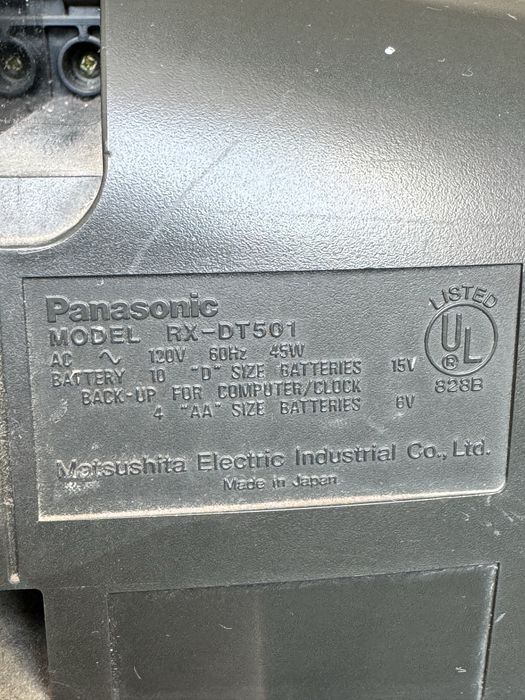 Panasonic
MODEL RX-DT501
AC ∿ 120V 60Hz 45W
BATTERY 10 "D" SIZE BATTERIES 15V
BACK-UP FOR COMPUTER/CLOCK
4 "AA" SIZE BATTERIES 6V
Matsushita Electric Industrial Co., Ltd.
Made in Japan
LISTED
UL
®
828B